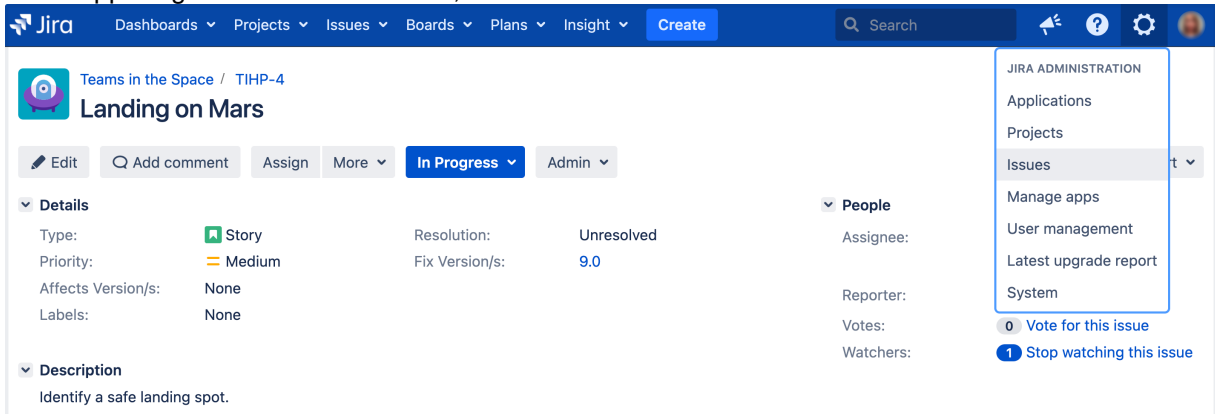 Jira Dashboards Projects Issues Boards Plans Insight Create Search
JIRA ADMINISTRATION
Applications
Projects
Issues
Manage apps
User management
Latest upgrade report
System
Teams in the Space / TIHP-4
Landing on Mars
Edit Add comment Assign More In Progress Admin
Details
Type: Story Resolution: Unresolved
Priority: Medium Fix Version/s: 9.0
Affects Version/s: None
Labels: None
People
Assignee:
Reporter:
Votes: 0 Vote for this issue
Watchers: 1 Stop watching this issue
Description
Identify a safe landing spot.